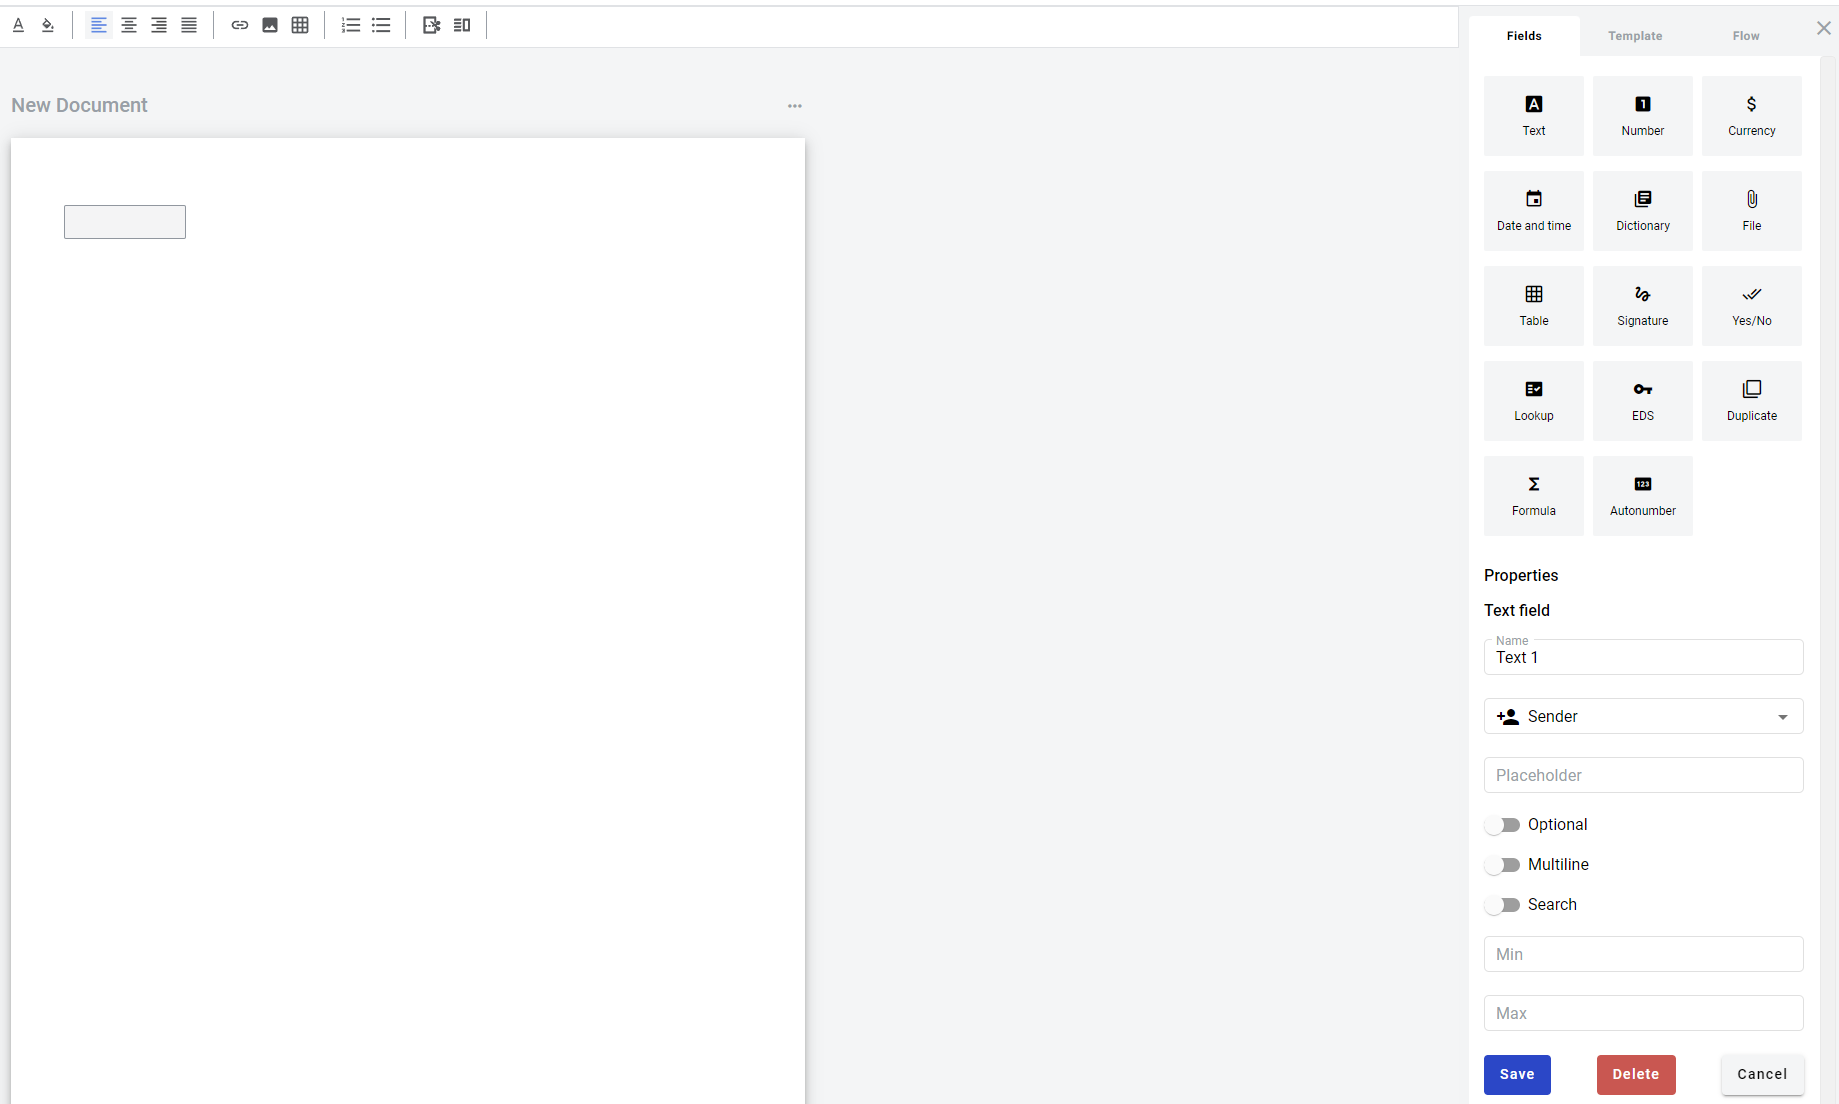 Fields Template Flow
New Document
Text Number Currency
Date and time Dictionary File
Table Signature Yes/No
Lookup EDS Duplicate
Formula Autonumber
Properties
Text field
Name
Text 1
Sender
Placeholder
Optional
Multiline
Search
Min
Max
Save Delete Cancel